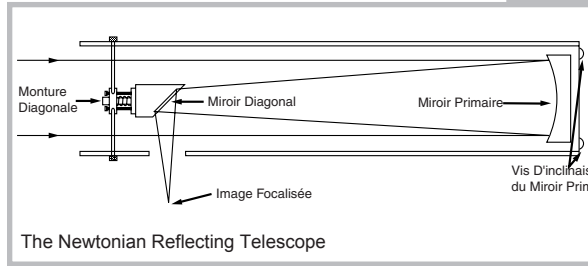 Monture
Diagonale
Miroir Diagonal
Miroir Primaire
Vis D'inclinais
du Miroir Prim
Image Focalisée
The Newtonian Reflecting Telescope